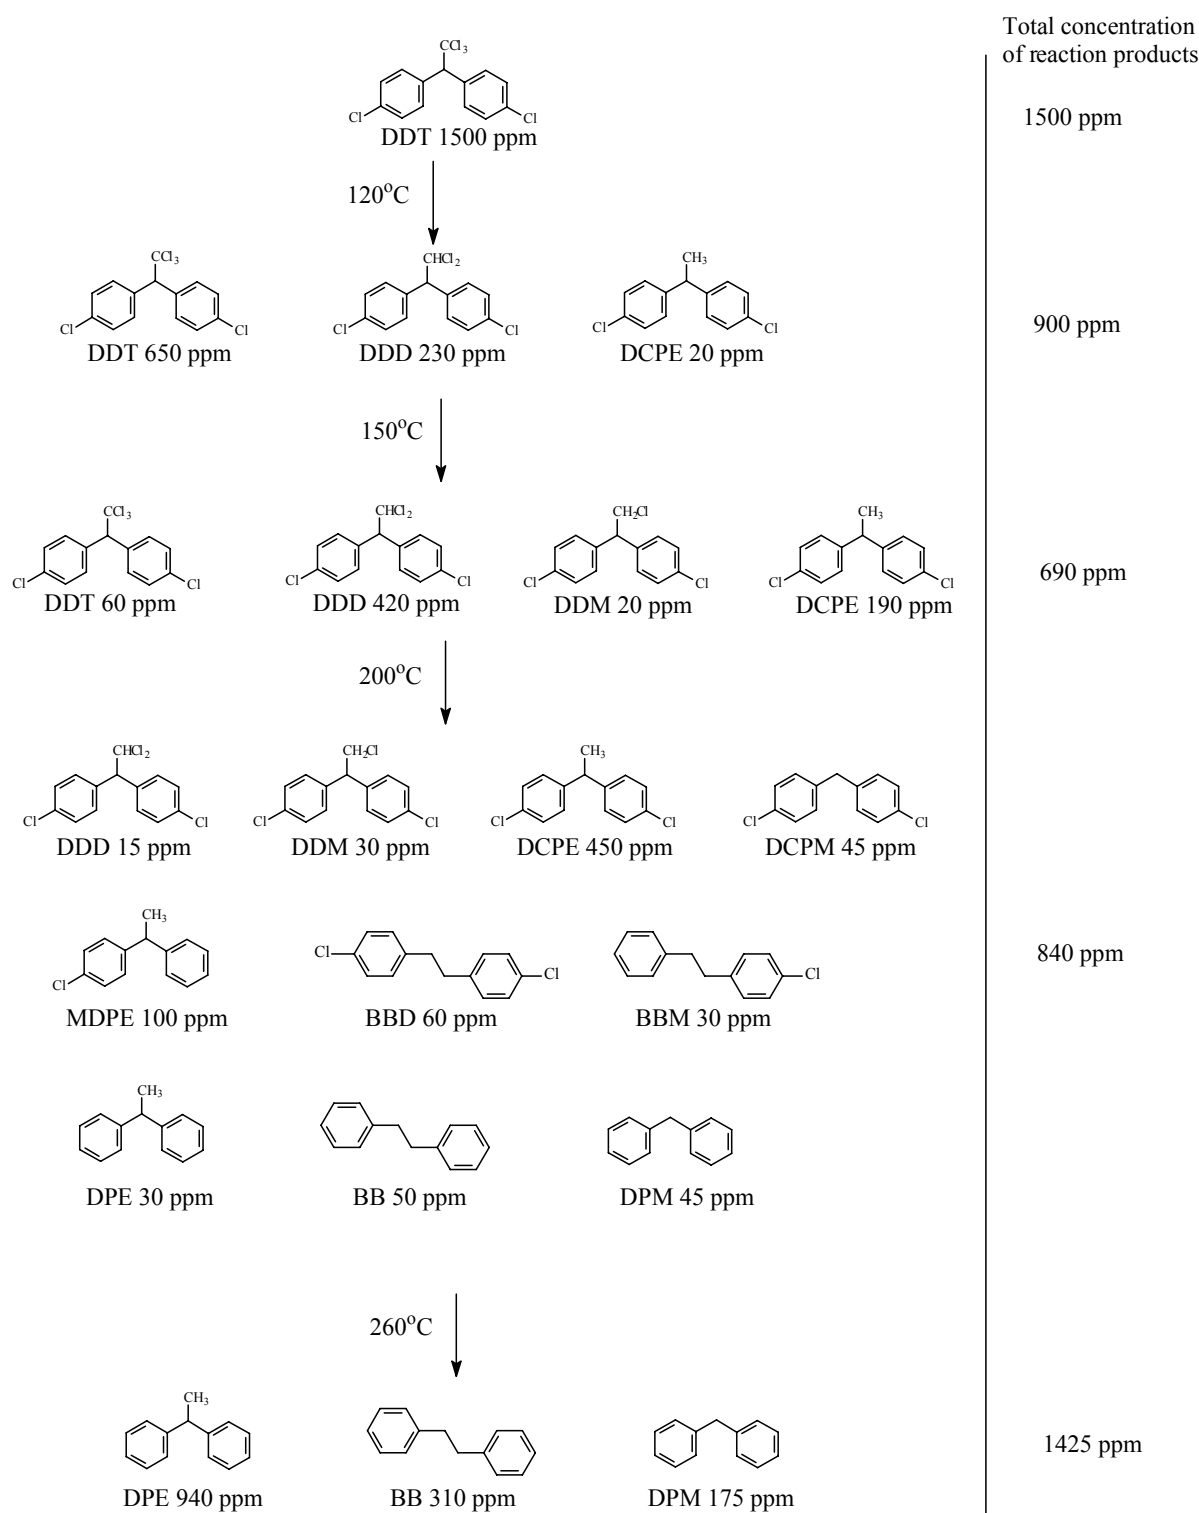 Total concentration
of reaction products
CCl3
Cl
Cl
DDT 1500 ppm
1500 ppm
120°C
CCl3
Cl
Cl
DDT 650 ppm
CHCl2
Cl
Cl
DDD 230 ppm
CH3
Cl
Cl
DCPE 20 ppm
900 ppm
150°C
CCl3
Cl
Cl
DDT 60 ppm
CHCl2
Cl
Cl
DDD 420 ppm
CH2Cl
Cl
Cl
DDM 20 ppm
CH3
Cl
Cl
DCPE 190 ppm
690 ppm
200°C
CHCl2
Cl
Cl
DDD 15 ppm
CH2Cl
Cl
Cl
DDM 30 ppm
CH3
Cl
Cl
DCPE 450 ppm
Cl
Cl
DCPM 45 ppm
CH3
Cl
MDPE 100 ppm
Cl
Cl
BBD 60 ppm
Cl
BBM 30 ppm
840 ppm
CH3
DPE 30 ppm
BB 50 ppm
DPM 45 ppm
260°C
CH3
DPE 940 ppm
BB 310 ppm
DPM 175 ppm
1425 ppm